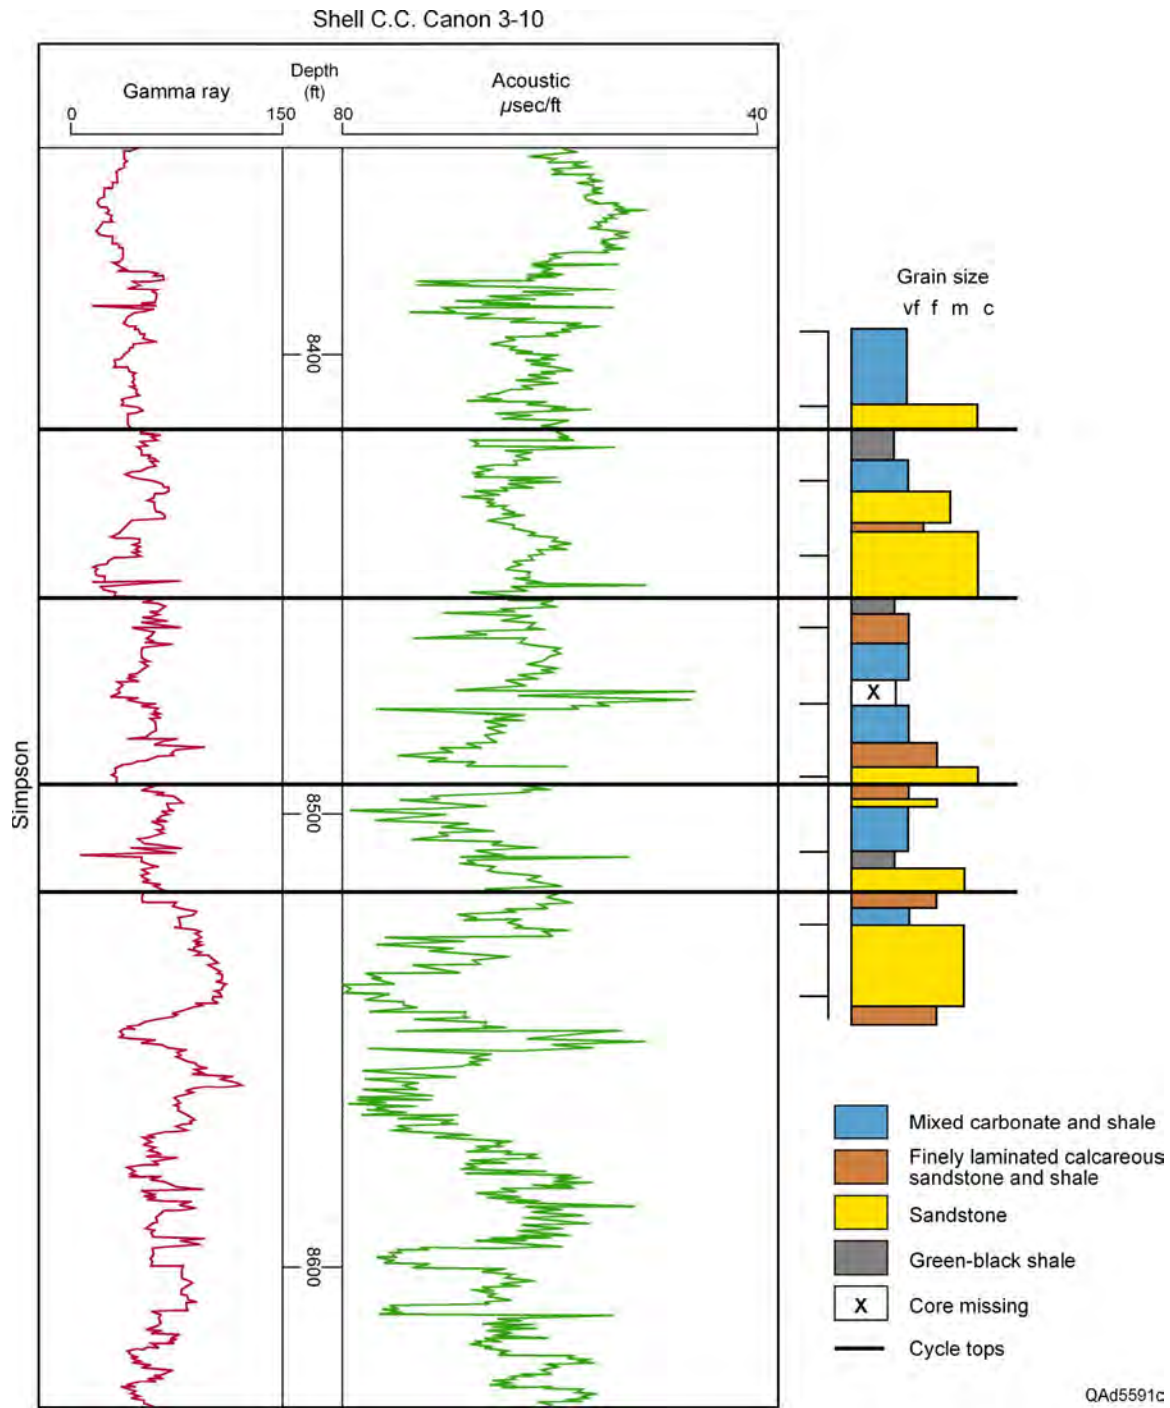 Shell C.C. Canon 3-10
Gamma ray
0 150
Depth
(ft)
Acoustic
µsec/ft
80 40
Grain size
vf f m c
8400
X
Simpson
8500
8600
Mixed carbonate and shale
Finely laminated calcareous
sandstone and shale
Sandstone
Green-black shale
X Core missing
Cycle tops
QAd5591c